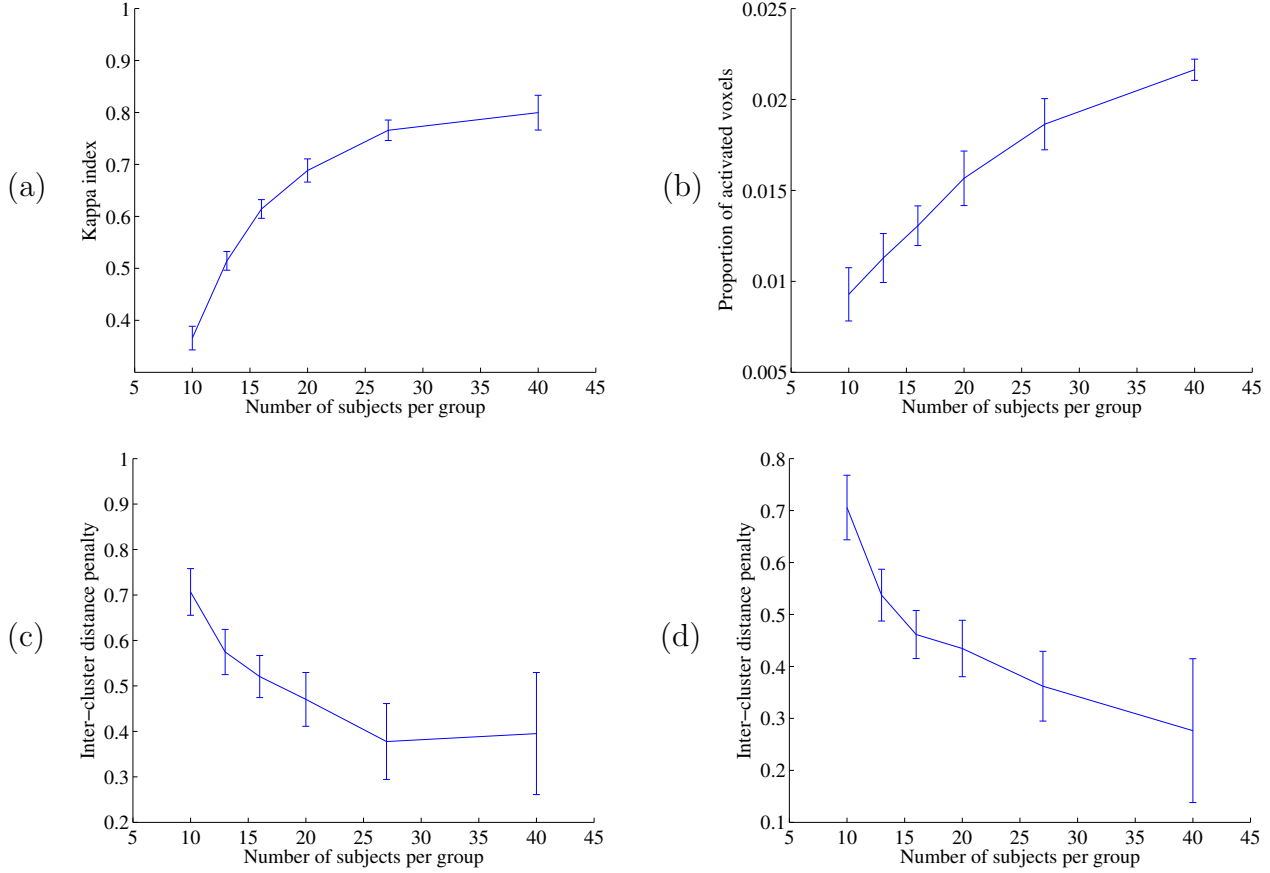 (a)
Kappa index
1
0.9
0.8
0.7
0.6
0.5
0.4
5 10 15 20 25 30 35 40 45
Number of subjects per group
(b)
Proportion of activated voxels
0.025
0.02
0.015
0.01
0.005
5 10 15 20 25 30 35 40 45
Number of subjects per group
(c)
Inter−cluster distance penalty
1
0.9
0.8
0.7
0.6
0.5
0.4
0.3
0.2
5 10 15 20 25 30 35 40 45
Number of subjects per group
(d)
Inter−cluster distance penalty
0.8
0.7
0.6
0.5
0.4
0.3
0.2
0.1
5 10 15 20 25 30 35 40 45
Number of subjects per group